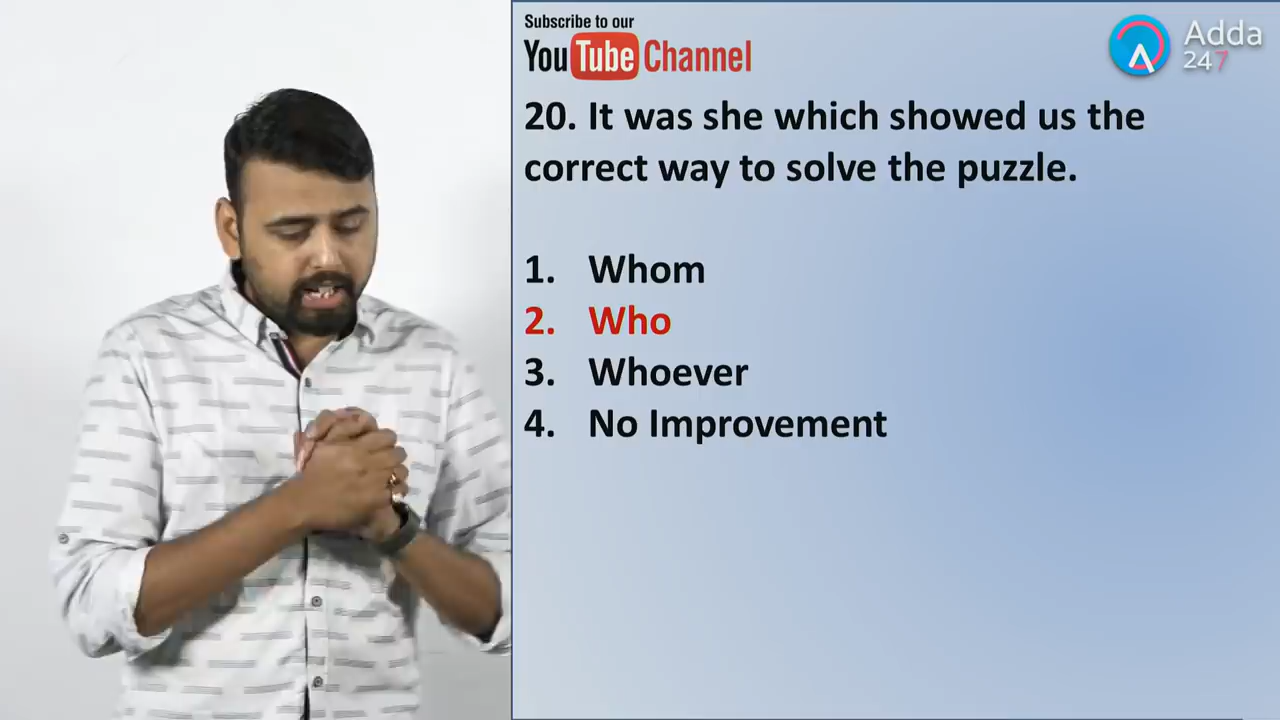 Subscribe to our
YouTube Channel
Adda
247
20. It was she which showed us the
correct way to solve the puzzle.
1. Whom
2. Who
3. Whoever
4. No Improvement